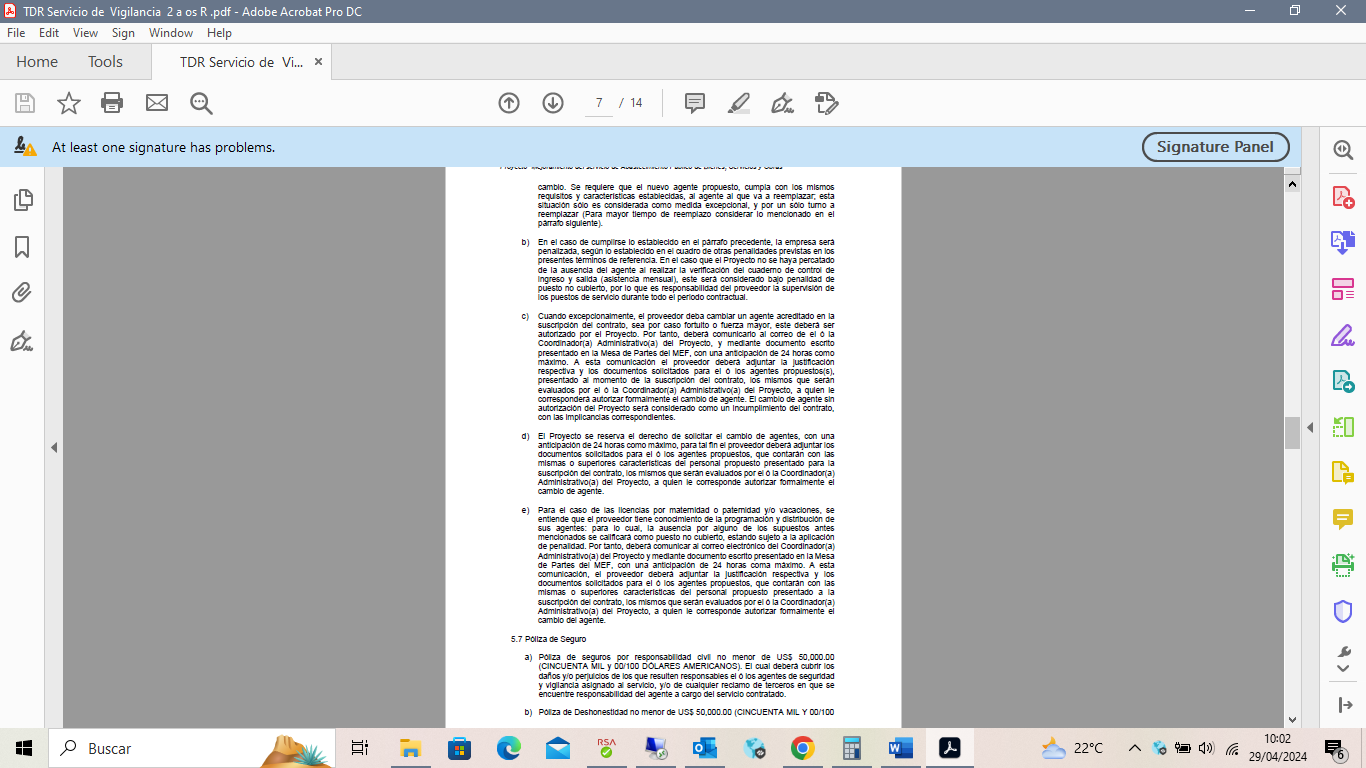 TDR Servicio de  Vigilancia  2 a os R .pdf - Adobe Acrobat Pro DC
File Edit View Sign Window Help
Home Tools TDR Servicio de  Vi... ×
7 / 14
At least one signature has problems.
Signature Panel
Proyecto "Mejoramiento del servicio de Abastecimiento Público de Bienes, Servicios y Obras"
cambio. Se requiere que el nuevo agente propuesto, cumpla con los mismos
requisitos y características establecidas, al agente al que va a reemplazar; esta
situación sólo es considerada como medida excepcional, y por un sólo turno a
reemplazar (Para mayor tiempo de reemplazo considerar lo mencionado en el
párrafo siguiente).
b) En el caso de cumplirse lo establecido en el párrafo precedente, la empresa será
penalizada, según lo establecido en el cuadro de otras penalidades previstas en los
presentes términos de referencia. En el caso que el Proyecto no se haya percatado
de la ausencia del agente al realizar la verificación del cuaderno de control de
ingreso y salida (asistencia mensual), este será considerado bajo penalidad de
puesto no cubierto, por lo que es responsabilidad del proveedor la supervisión de
los puestos de servicio durante todo el periodo contractual.
c) Cuando excepcionalmente, el proveedor deba cambiar un agente acreditado en la
suscripción del contrato, sea por caso fortuito o fuerza mayor, este deberá ser
autorizado por el Proyecto. Por tanto, deberá comunicarlo al correo de el ó la
Coordinador(a) Administrativo(a) del Proyecto, y mediante documento escrito
presentado en la Mesa de Partes del MEF, con una anticipación de 24 horas como
máximo. A esta comunicación el proveedor deberá adjuntar la justificación
respectiva y los documentos solicitados para el ó los agentes propuestos(s),
presentado al momento de la suscripción del contrato, los mismos que serán
evaluados por el ó la Coordinador(a) Administrativo(a) del Proyecto, a quien le
corresponderá autorizar formalmente el cambio de agente. El cambio de agente sin
autorización del Proyecto será considerado como un incumplimiento del contrato,
con las implicancias correspondientes.
d) El Proyecto se reserva el derecho de solicitar el cambio de agentes, con una
anticipación de 24 horas como máximo, para tal fin el proveedor deberá adjuntar los
documentos solicitados para el ó los agentes propuestos, que contarán con las
mismas o superiores características del personal propuesto presentado para la
suscripción del contrato, los mismos que serán evaluados por el ó la Coordinador(a)
Administrativo(a) del Proyecto, a quien le corresponde autorizar formalmente el
cambio de agente.
e) Para el caso de las licencias por maternidad o paternidad y/o vacaciones, se
entiende que el proveedor tiene conocimiento de la programación y distribución de
sus agentes: para lo cual, la ausencia por alguno de los supuestos antes
mencionados se calificará como puesto no cubierto, estando sujeto a la aplicación
de penalidad. Por tanto, deberá comunicar al correo electrónico del Coordinador(a)
Administrativo(a) del Proyecto y mediante documento escrito presentado en la Mesa
de Partes del MEF, con una anticipación de 24 horas coma máximo. A esta
comunicación, el proveedor deberá adjuntar la justificación respectiva y los
documentos solicitados para el ó los agentes propuestos, que contarán con las
mismas o superiores características del personal propuesto presentado a la
suscripción del contrato, los mismos que serán evaluados por el ó la Coordinador(a)
Administrativo(a) del Proyecto, a quien le corresponde autorizar formalmente el
cambio del agente.
5.7 Póliza de Seguro
a) Póliza de seguros por responsabilidad civil no menor de US$ 50,000.00
(CINCUENTA MIL y 00/100 DÓLARES AMERICANOS). El cual deberá cubrir los
daños y/o perjuicios de los que resulten responsables el ó los agentes de seguridad
y vigilancia asignado al servicio, y/o de cualquier reclamo de terceros en que se
encuentre responsabilidad del agente a cargo del servicio contratado.
b) Póliza de Deshonestidad no menor de US$ 50,000.00 (CINCUENTA MIL Y 00/100
Buscar
RSA
22°C
10:02
29/04/2024
6